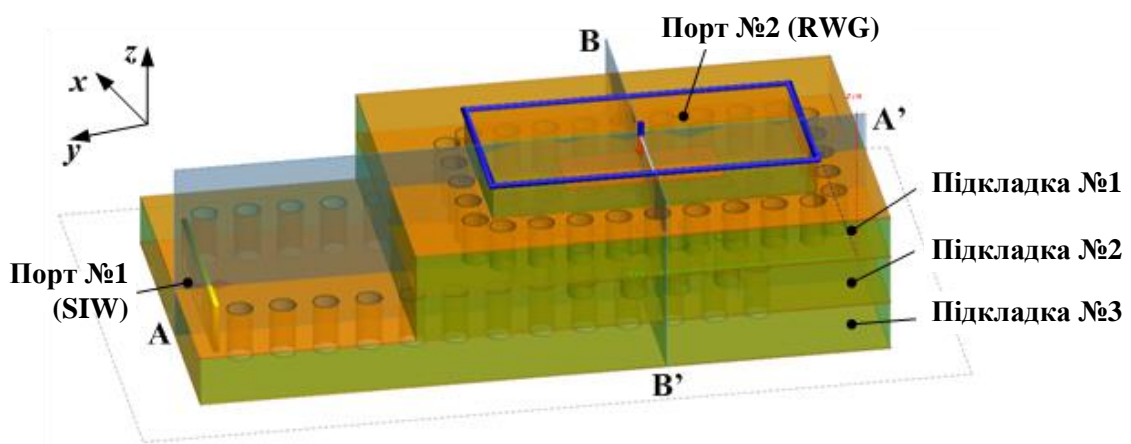 Порт №2 (RWG)
B
z
x
y
A'
Підкладка №1
Підкладка №2
Порт №1
(SIW)
Підкладка №3
A
B'